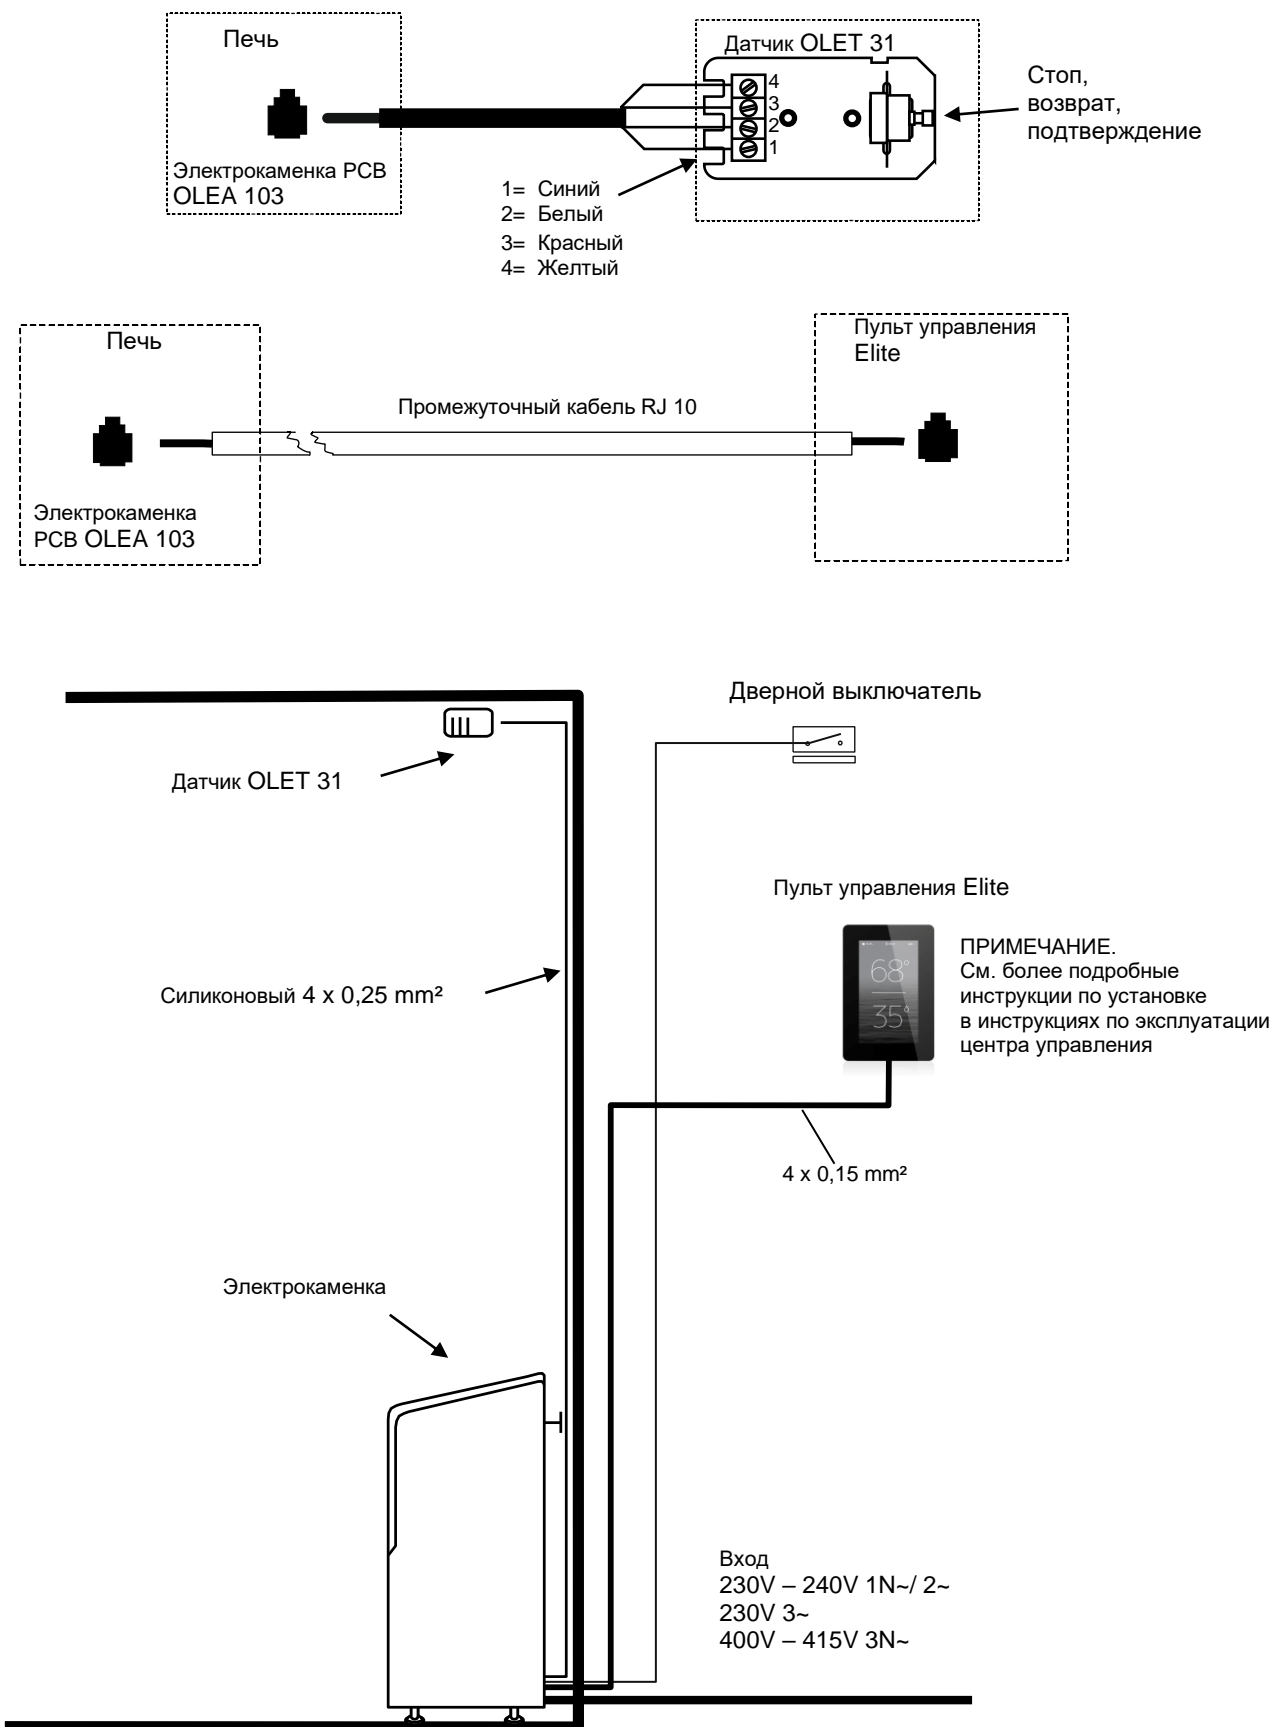 Печь
Датчик OLET 31
4
3
2
1
Стоп,
возврат,
подтверждение
Электрокаменка PCB
OLEA 103
1= Синий
2= Белый
3= Красный
4= Желтый
Печь
Пульт управления
Elite
Промежуточный кабель RJ 10
Электрокаменка
PCB OLEA 103
Дверной выключатель
Датчик OLET 31
Пульт управления Elite
68°
35°
ПРИМЕЧАНИЕ.
См. более подробные
инструкции по установке
в инструкциях по эксплуатации
центра управления
Силиконовый 4 x 0,25 mm²
4 x 0,15 mm²
Электрокаменка
Вход
230V – 240V 1N~/ 2~
230V 3~
400V – 415V 3N~